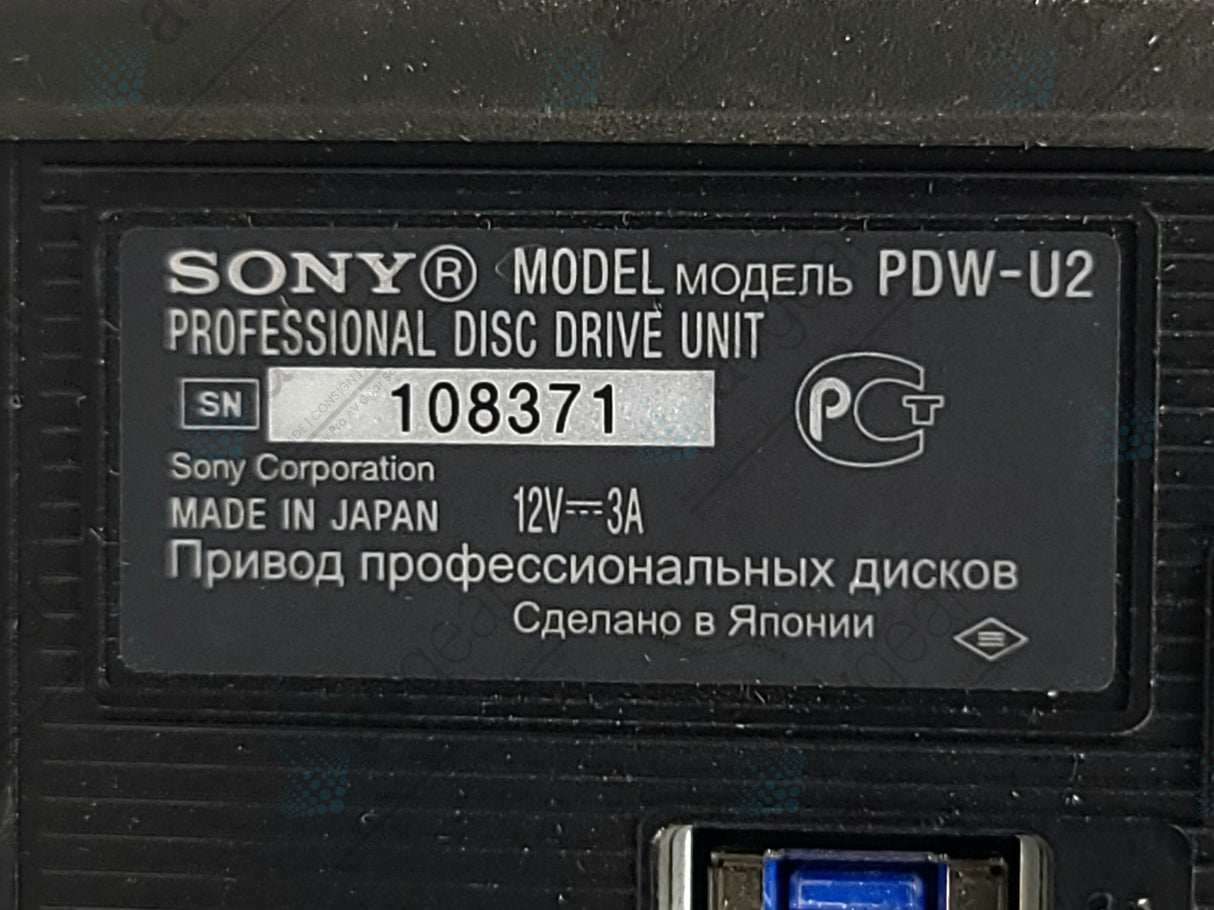 SONY® MODEL МОДЕЛЬ PDW-U2
PROFESSIONAL DISC DRIVE UNIT
SN 108371
РСТ
Sony Corporation
MADE IN JAPAN 12V⎓3A
Привод профессиональных дисков
Сделано в Японии